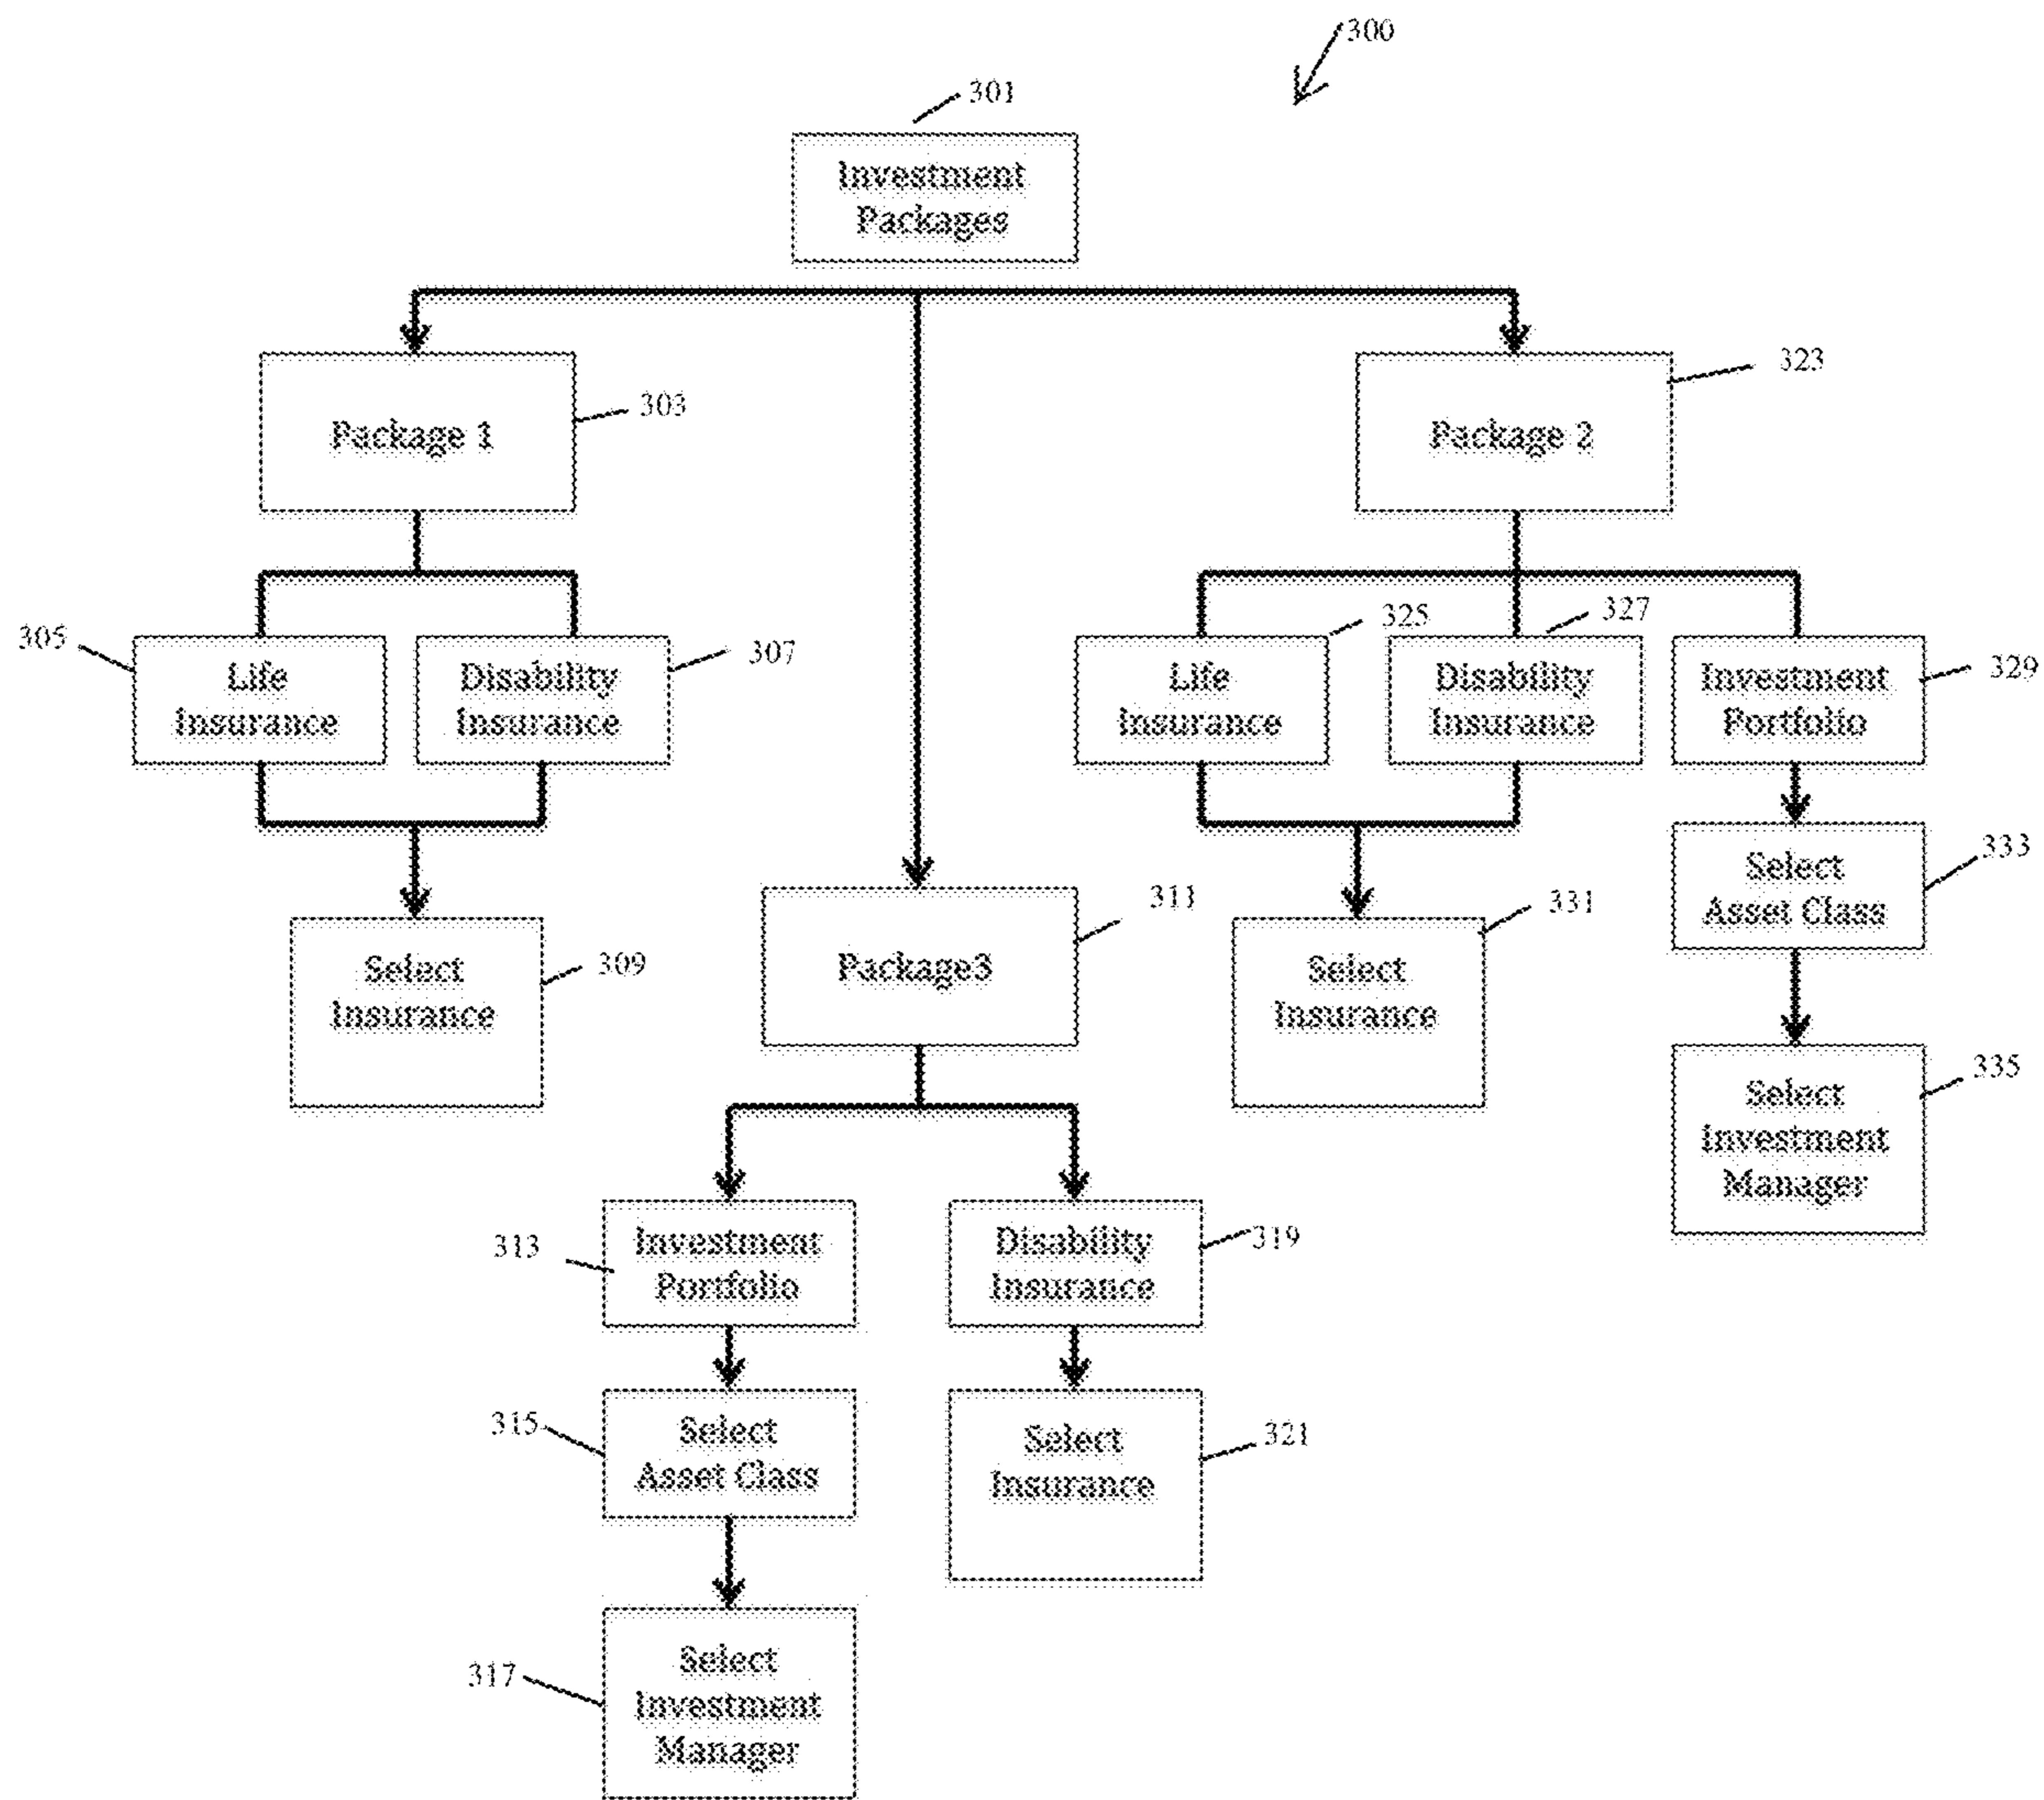 300
301
Investment
Packages
323
303
Package 1
Package 2
305
Life
Insurance
Disability
Insurance
307
Life
Insurance
325
Disability
Insurance
327
Investment
Portfolio
329
Select
Asset Class
333
Select
Insurance
309
Package3
311
Select
Insurance
331
Select
Investment
Manager
335
313
Investment
Portfolio
Disability
Insurance
319
315
Select
Asset Class
Select
Insurance
321
317
Select
Investment
Manager